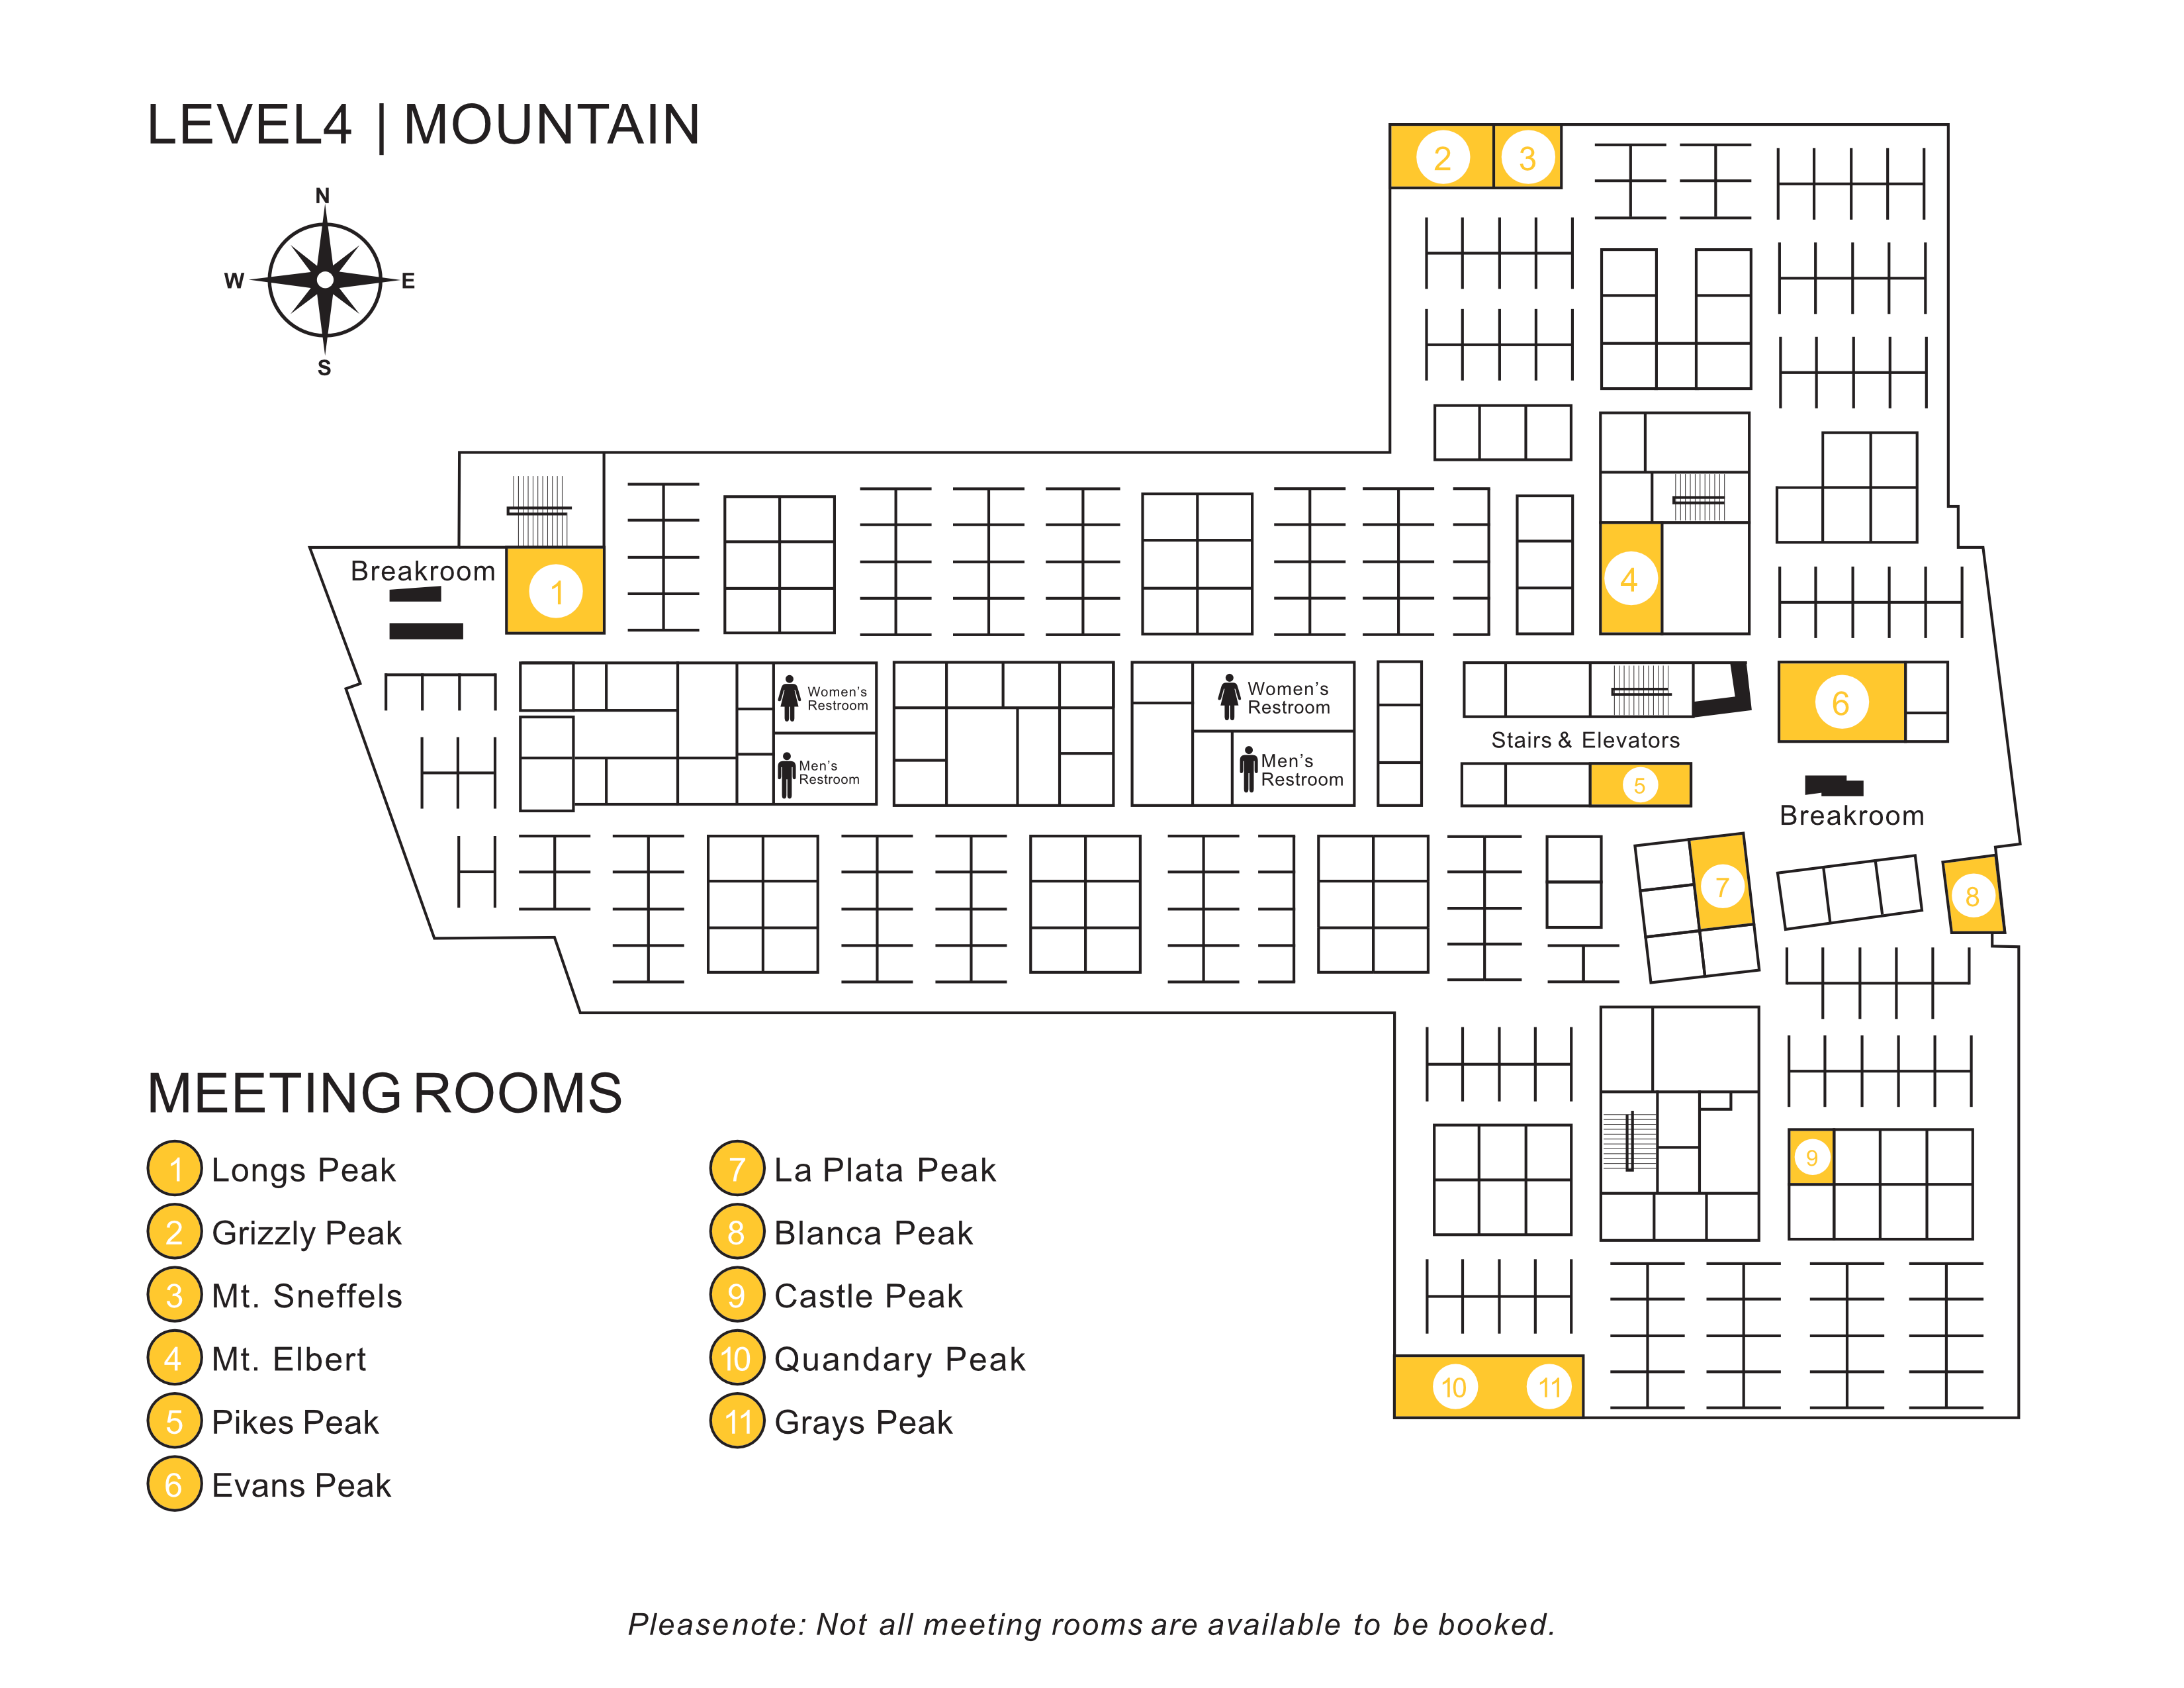 LEVEL4 | MOUNTAIN
N
W
E
S
2
3
Breakroom
1
4
Women's
Restroom
Men's
Restroom
Women's
Restroom
Men's
Restroom
Stairs & Elevators
6
5
Breakroom
7
8
9
10
11
MEETING ROOMS
1 Longs Peak
2 Grizzly Peak
3 Mt. Sneffels
4 Mt. Elbert
5 Pikes Peak
6 Evans Peak
7 La Plata Peak
8 Blanca Peak
9 Castle Peak
10 Quandary Peak
11 Grays Peak
Pleasenote: Not all meeting rooms are available to be booked.